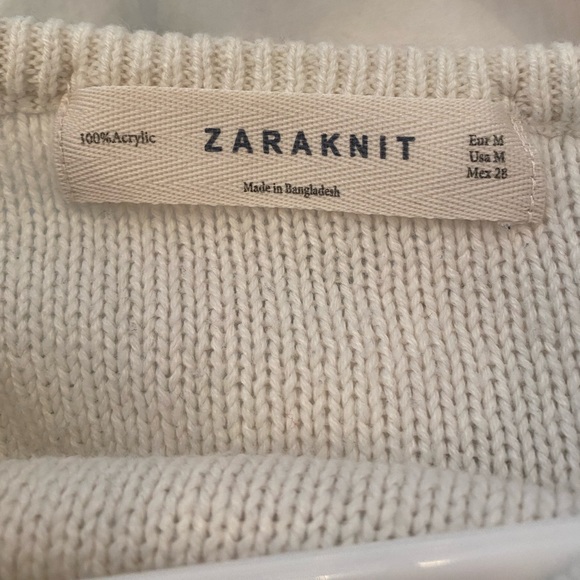 100%Acrylic
ZARAKNIT
Eur M
Usa M
Mex 28
Made in Bangladesh